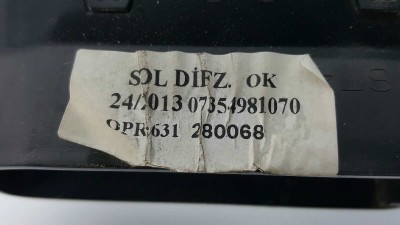 SOL DİFZ. OK
24/2013 07354981070
OPR:631 280068